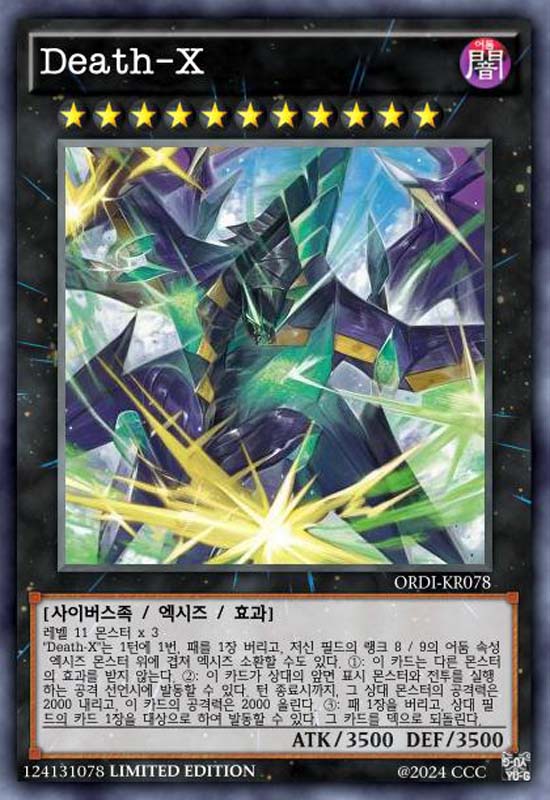 Death-X
어둠
闇
ORDI-KR078
[사이버스족 / 엑시즈 / 효과]
레벨 11 몬스터 x 3
"Death-X"는 1턴에 1번, 패를 1장 버리고, 저신 필드의 랭크 8 / 9의 어둠 속성
엑시즈 몬스터 위에 겹쳐 엑시즈 소환할 수도 있다. ①: 이 카드는 다른 몬스터
의 효과를 받지 않는다. ②: 이 카드가 상대의 앞면 표시 몬스터와 전투를 실행
하는 공격 선언시에 발동할 수 있다. 턴 종료시까지, 그 상대 몬스터의 공격력은
2000 내리고, 이 카드의 공격력은 2000 올린다. ③: 패 1장을 버리고, 상대 필
드의 카드 1장을 대상으로 하여 발동할 수 있다. 그 카드를 덱으로 되돌린다.
ATK/3500 DEF/3500
124131078 LIMITED EDITION
@2024 CCC